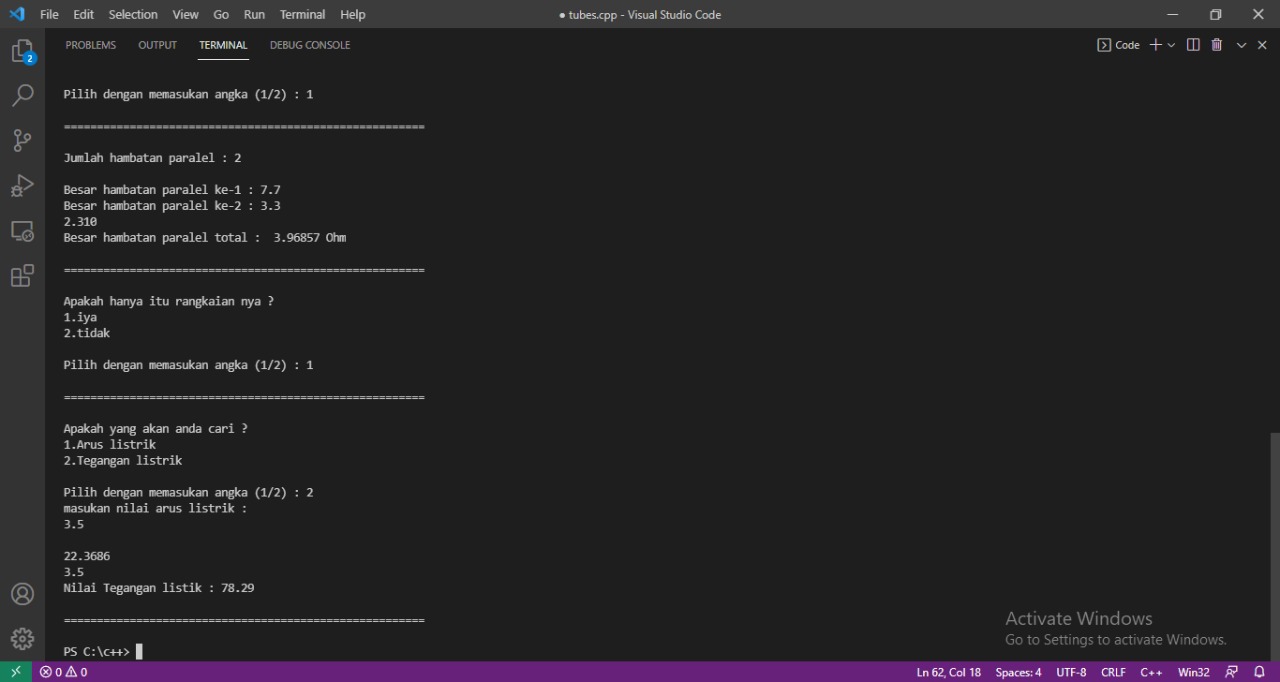 File Edit Selection View Go Run Terminal Help ● tubes.cpp - Visual Studio Code
2
PROBLEMS OUTPUT TERMINAL DEBUG CONSOLE Code
Pilih dengan memasukan angka (1/2) : 1
=======================================================
Jumlah hambatan paralel : 2
Besar hambatan paralel ke-1 : 7.7
Besar hambatan paralel ke-2 : 3.3
2.310
Besar hambatan paralel total :  3.96857 Ohm
=======================================================
Apakah hanya itu rangkaian nya ?
1.iya
2.tidak
Pilih dengan memasukan angka (1/2) : 1
=======================================================
Apakah yang akan anda cari ?
1.Arus listrik
2.Tegangan listrik
Pilih dengan memasukan angka (1/2) : 2
masukan nilai arus listrik :
3.5
22.3686
3.5
Nilai Tegangan listik : 78.29
=======================================================
PS C:\c++>
Activate Windows
Go to Settings to activate Windows.
0 0 Ln 62, Col 18 Spaces: 4 UTF-8 CRLF C++ Win32